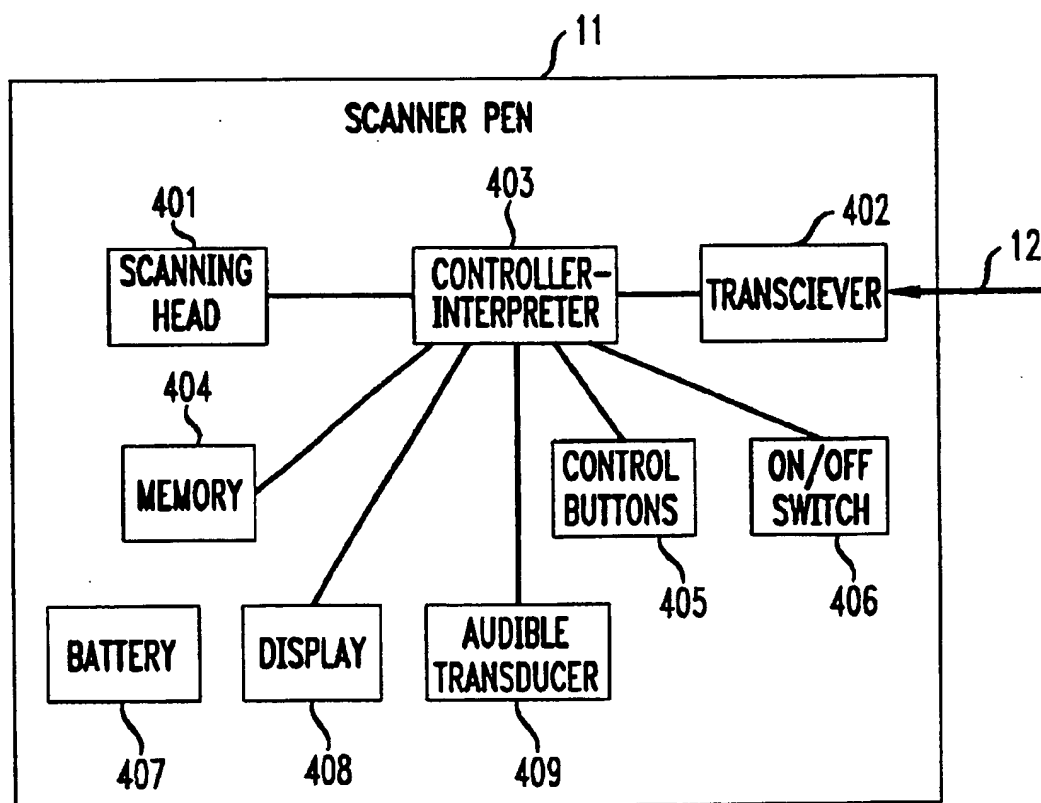 11
SCANNER PEN
403
401
402
12
SCANNING
HEAD
CONTROLLER-
INTERPRETER
TRANSCIEVER
404
MEMORY
CONTROL
BUTTONS
ON/OFF
SWITCH
405
406
BATTERY
DISPLAY
AUDIBLE
TRANSDUCER
407
408
409